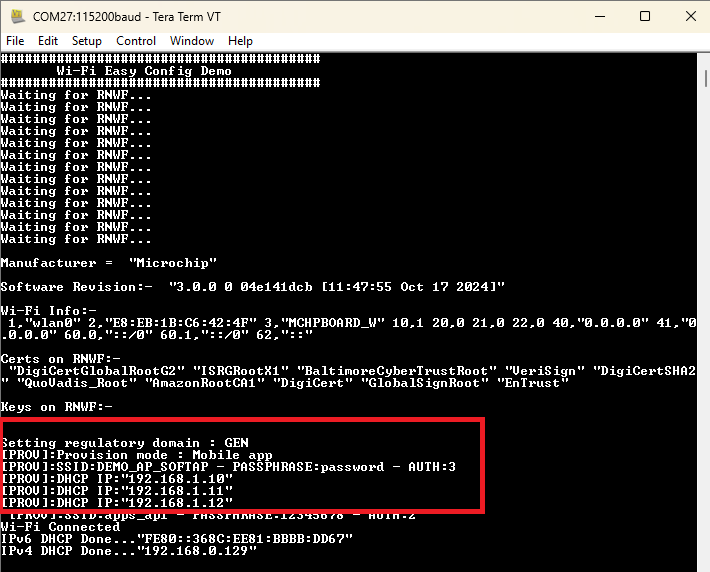 COM27:115200baud - Tera Term VT
File Edit Setup Control Window Help
########################################
Wi-Fi Easy Config Demo
########################################
Waiting for RNWF...
Waiting for RNWF...
Waiting for RNWF...
Waiting for RNWF...
Waiting for RNWF...
Waiting for RNWF...
Waiting for RNWF...
Waiting for RNWF...
Waiting for RNWF...
Waiting for RNWF...
Waiting for RNWF...
Waiting for RNWF...
Waiting for RNWF...
Manufacturer =  "Microchip"
Software Revision:-  "3.0.0 0 04e141dcb [11:47:55 Oct 17 2024]"
Wi-Fi Info:-
1,"wlan0" 2,"E8:EB:1B:C6:42:4F" 3,"MCHPBOARD_W" 10,1 20,0 21,0 22,0 40,"0.0.0.0" 41,"0
.0.0.0" 60.0,"::/0" 60.1,"::/0" 62,"::"
Certs on RNWF:-
"DigiCertGlobalRootG2" "ISRGRootX1" "BaltimoreCyberTrustRoot" "VeriSign" "DigiCertSHA2
" "QuoVadis_Root" "AmazonRootCA1" "DigiCert" "GlobalSignRoot" "EnTrust"
Keys on RNWF:-
Setting regulatory domain : GEN
[PROV]:Provision mode : Mobile app
[PROV]:SSID:DEMO_AP_SOFTAP - PASSPHRASE:password - AUTH:3
[PROV]:DHCP IP:"192.168.1.10"
[PROV]:DHCP IP:"192.168.1.11"
[PROV]:DHCP IP:"192.168.1.12"
[PROV]:SSID:apps_api - PASSPHRASE:12345678 - AUTH:2
Wi-Fi Connected
IPv6 DHCP Done..."FE80::368C:EE81:BBBB:DD67"
IPv4 DHCP Done..."192.168.0.129"